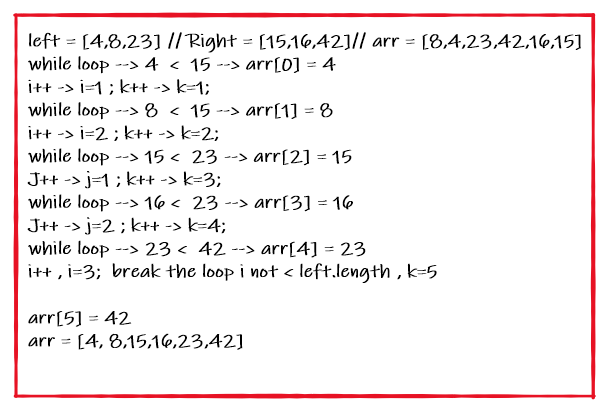 left = [4,8,23] // Right = [15,16,42]// arr = [8,4,23,42,16,15]
while loop --> 4 < 15 --> arr[0] = 4
i++ -> i=1 ; k++ -> k=1;
while loop --> 8 < 15 --> arr[1] = 8
i++ -> i=2 ; k++ -> k=2;
while loop --> 15 < 23 --> arr[2] = 15
J++ -> j=1 ; k++ -> k=3;
while loop --> 16 < 23 --> arr[3] = 16
J++ -> j=2 ; k++ -> k=4;
while loop --> 23 < 42 --> arr[4] = 23
i++ , i=3; break the loop i not < left.length , k=5
arr[5] = 42
arr = [4, 8,15,16,23,42]